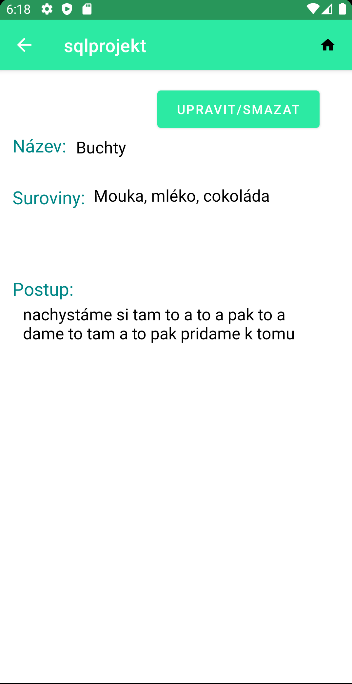 6:18
sqlprojekt
UPRAVIT/SMAZAT
Název: Buchty
Suroviny: Mouka, mléko, cokoláda
Postup:
nachystáme si tam to a to a pak to a
dame to tam a to pak pridame k tomu